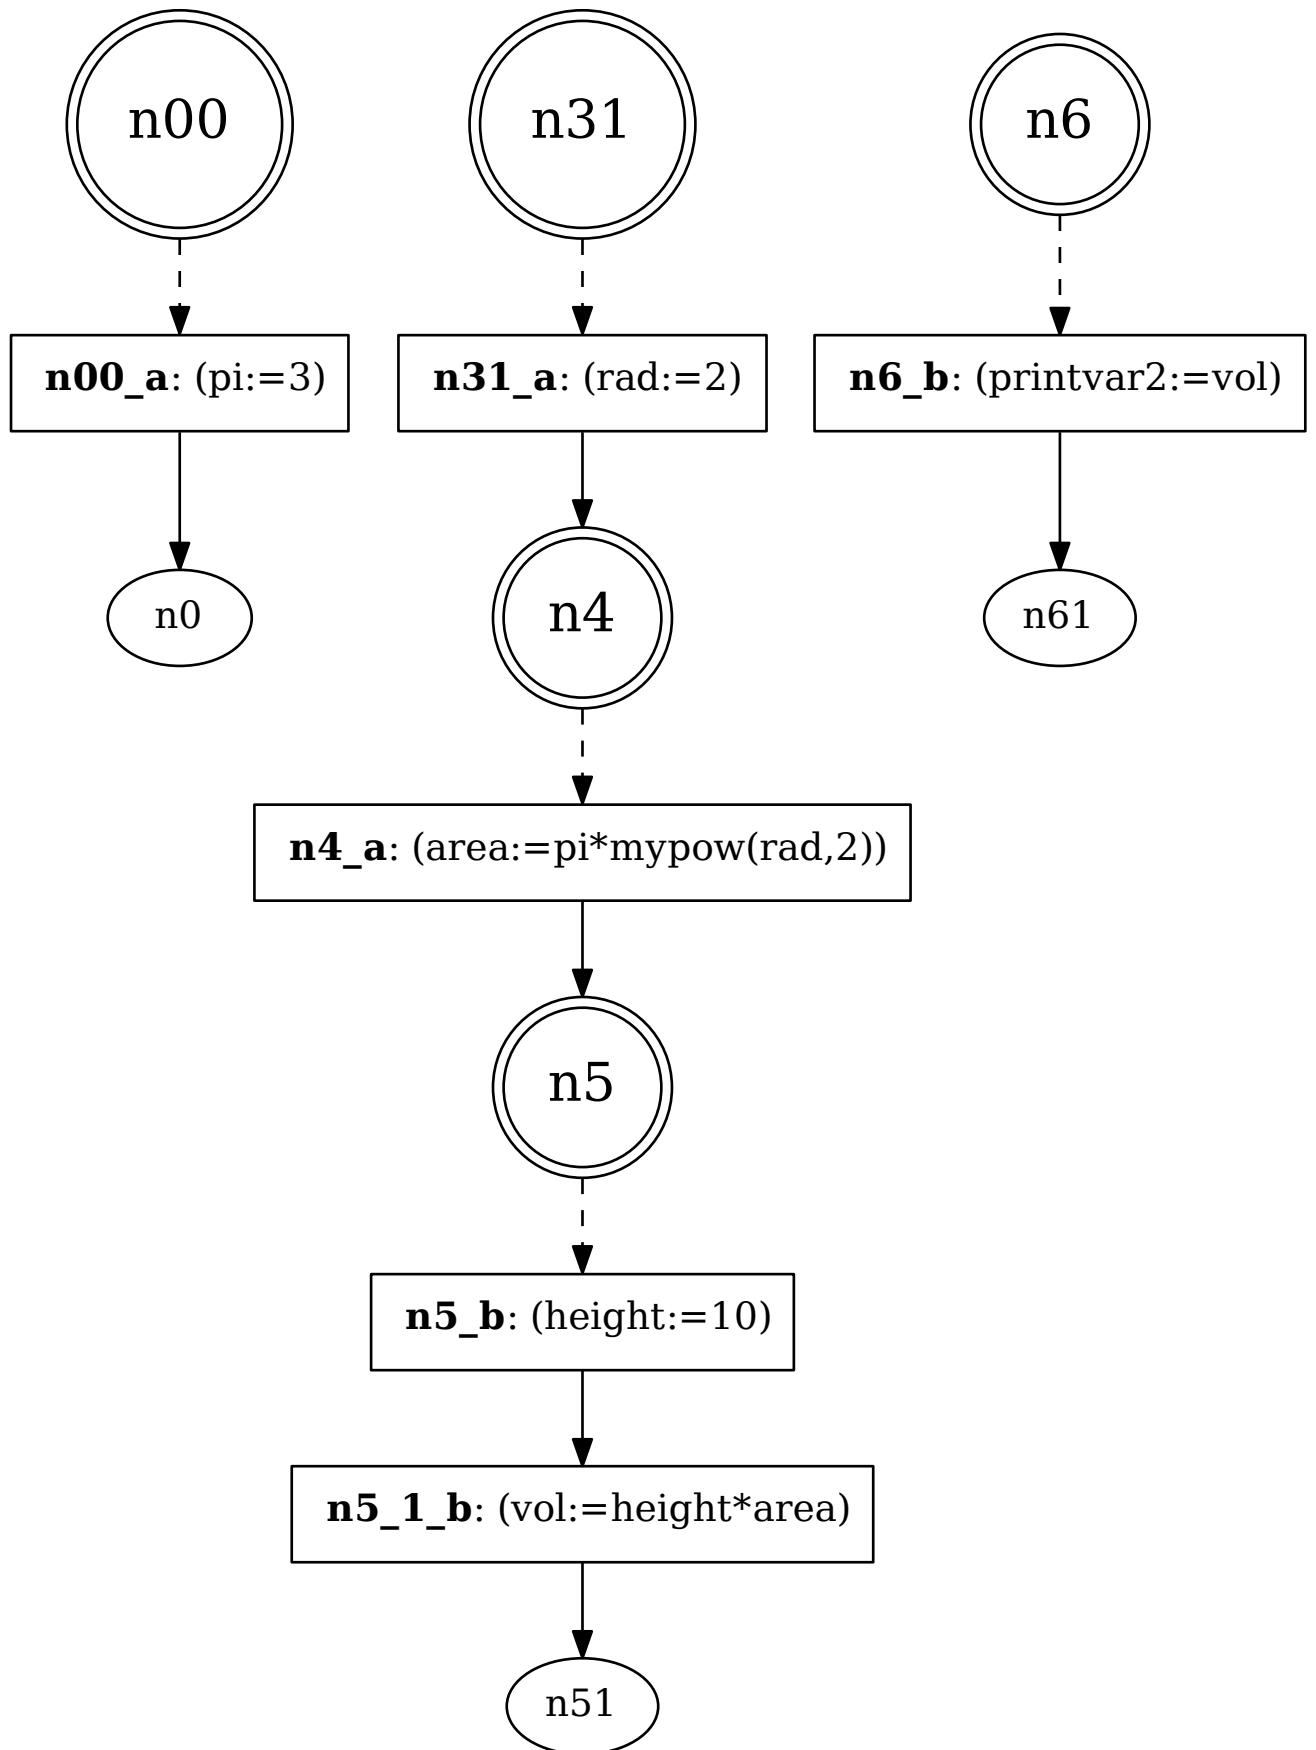 n00
n31
n6
n00_a: (pi:=3)
n31_a: (rad:=2)
n6_b: (printvar2:=vol)
n0
n4
n61
n4_a: (area:=pi*mypow(rad,2))
n5
n5_b: (height:=10)
n5_1_b: (vol:=height*area)
n51